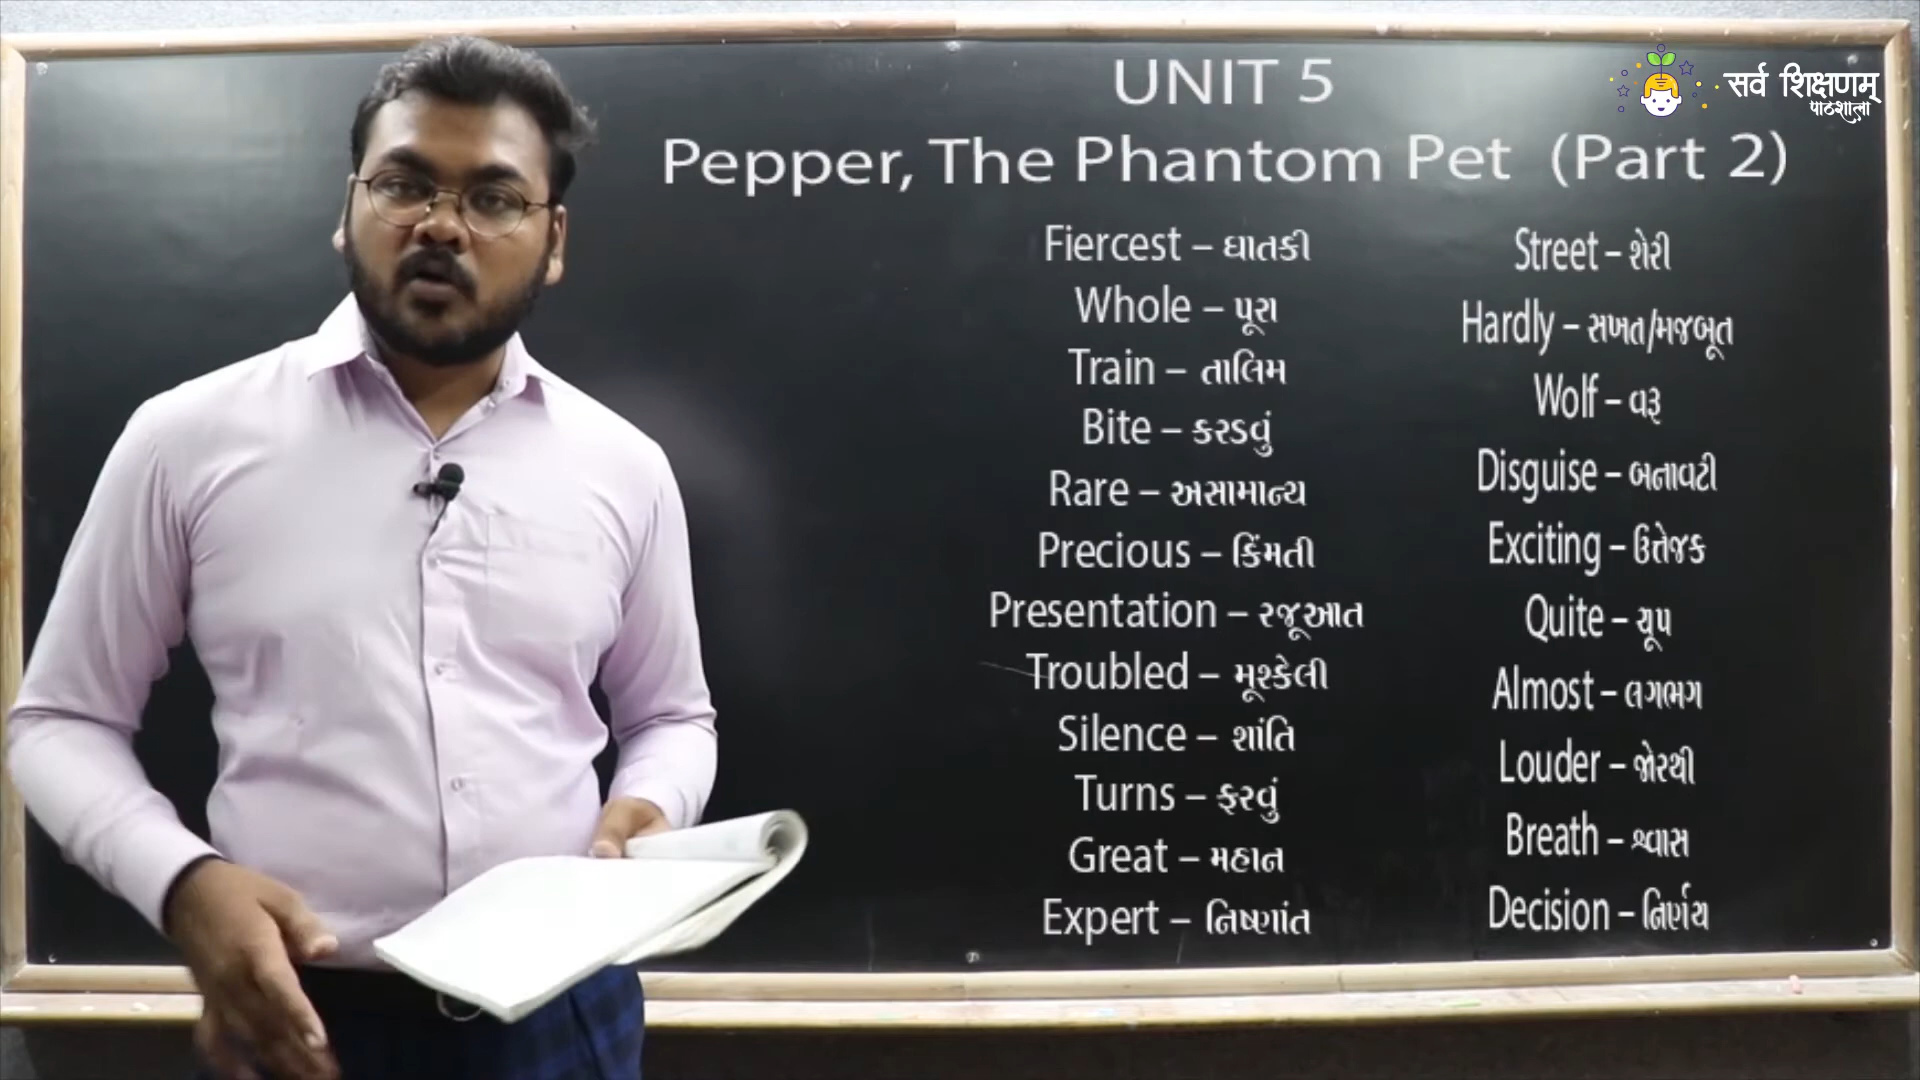 UNIT 5
Pepper, The Phantom Pet (Part 2)
सर्व शिक्षणम्
पाठशाला
Fiercest – ઘાતકી
Whole – પૂરા
Train – તાલિમ
Bite – કરડવું
Rare – અસામાન્ય
Precious – કિંમતી
Presentation – રજૂઆત
Troubled – મૂશ્કેલી
Silence – શાંતિ
Turns – ફરવું
Great – મહાન
Expert – નિષ્ણાંત
Street – શેરી
Hardly – સખત/મજબૂત
Wolf – વરૂ
Disguise – બનાવટી
Exciting – ઉત્તેજક
Quite – ચૂપ
Almost – લગભગ
Louder – જોરથી
Breath – શ્વાસ
Decision – નિર્ણય